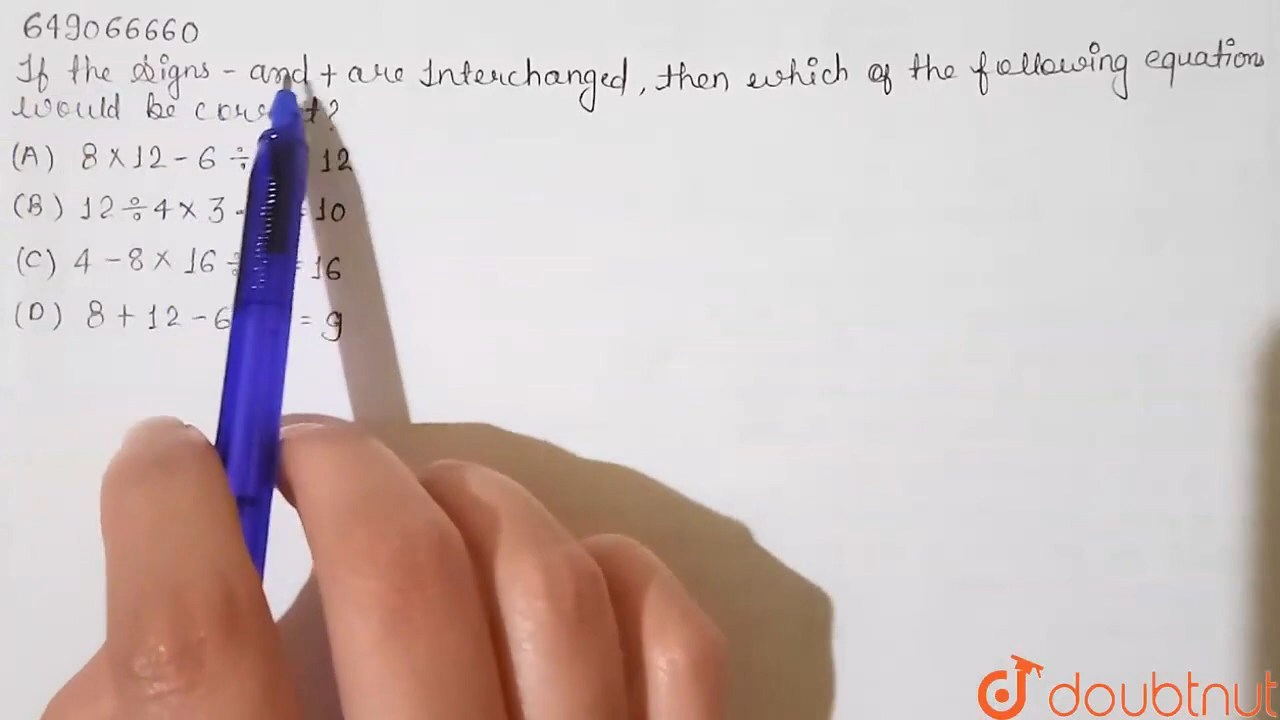 649066660
If the signs - and + are Interchanged, then which of the following equations
would be
(A) 8 × 12 - 6 ÷ 12
(B) 12 ÷ 4 × 3 - = 10
(C) 4 - 8 × 16 ÷ = 16
(D) 8 + 12 - 6 = 9
doubtnut